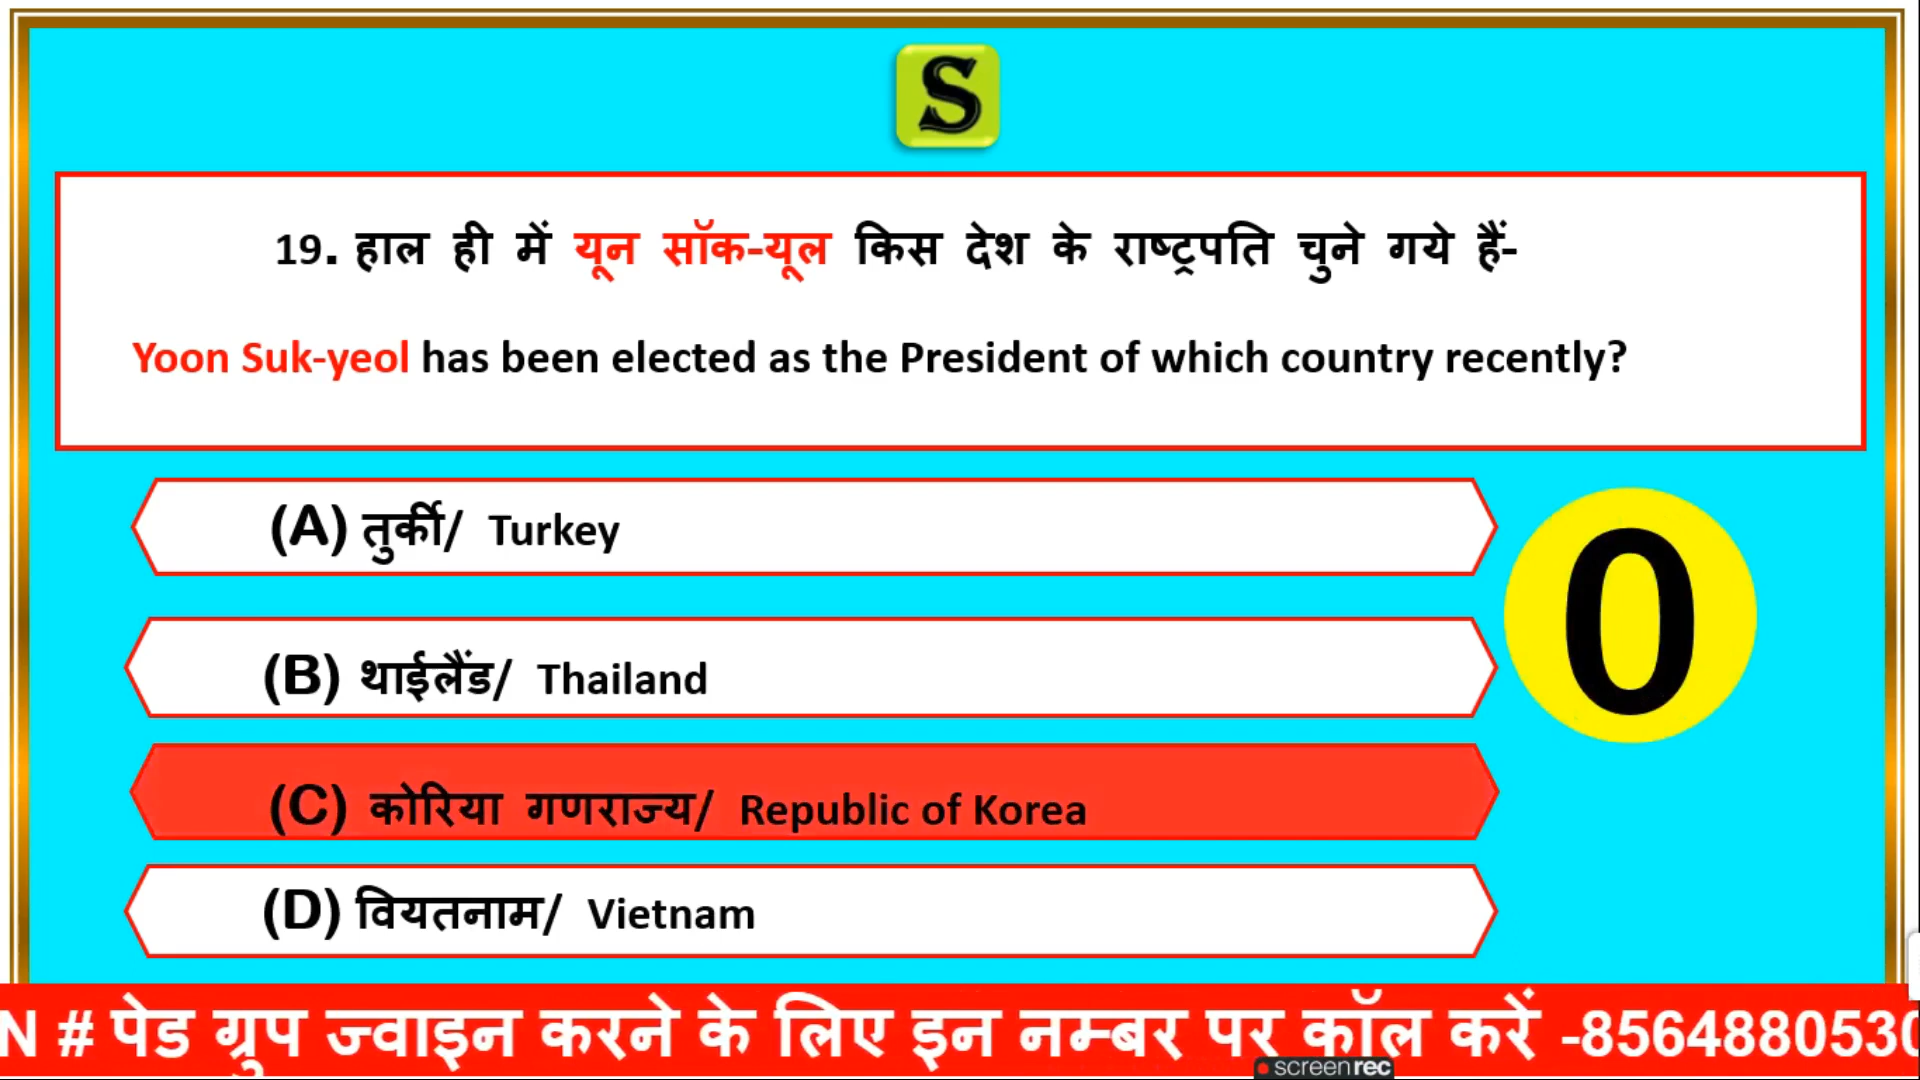 S
19. हाल ही में यून सॉक-यूल किस देश के राष्ट्रपति चुने गये हैं-
Yoon Suk-yeol has been elected as the President of which country recently?
(A) तुर्की/ Turkey
(B) थाईलैंड/ Thailand
0
(C) कोरिया गणराज्य/ Republic of Korea
(D) वियतनाम/ Vietnam
N # पेड ग्रुप ज्वाइन करने के लिए इन नम्बर पर कॉल करें -8564880530
screenrec